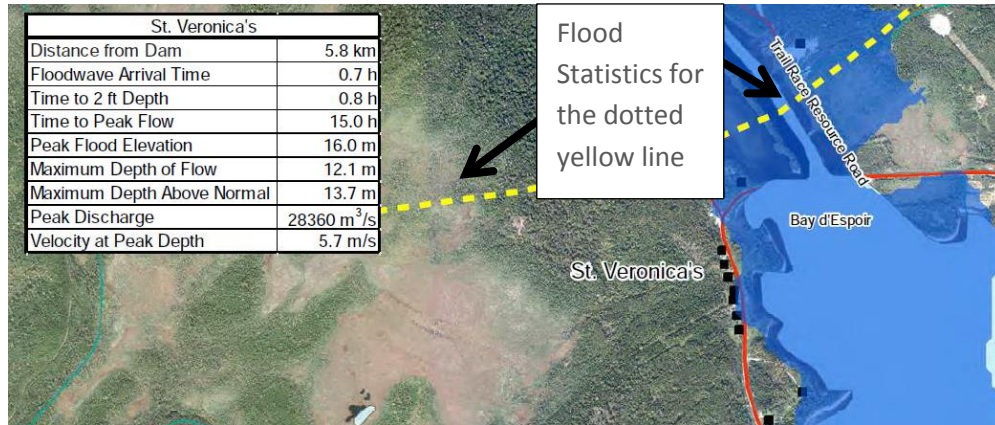 St. Veronica's
Distance from Dam 5.8 km
Floodwave Arrival Time 0.7 h
Time to 2 ft Depth 0.8 h
Time to Peak Flow 15.0 h
Peak Flood Elevation 16.0 m
Maximum Depth of Flow 12.1 m
Maximum Depth Above Normal 13.7 m
Peak Discharge 28360 m³/s
Velocity at Peak Depth 5.7 m/s
Flood
Statistics for
the dotted
yellow line
Trail Race Resource Road
Bay d'Espoir
St. Veronica's